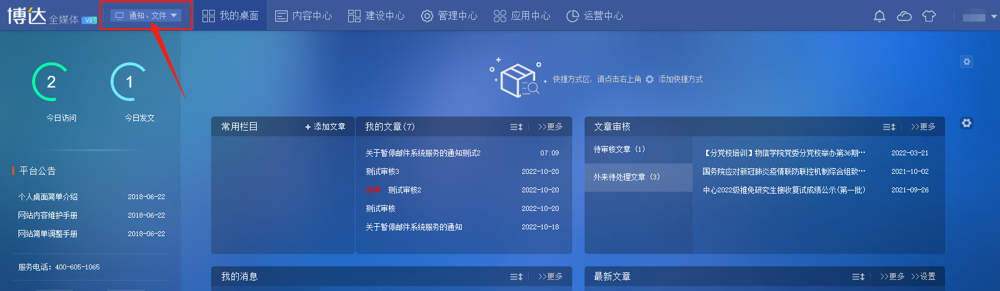 博达 全媒体 V2 通知、文件 我的桌面 内容中心 建设中心 管理中心 应用中心 运营中心
2 1
今日访问 今日发文
快捷方式区, 请点击右上角 添加快捷方式
平台公告
个人桌面简单介绍 2018-06-22
网站内容维护手册 2018-06-22
网站简单调整手册 2018-06-22
服务电话: 400-605-1065
常用栏目 + 添加文章
我的文章(7) >>更多
关于暂停邮件系统服务的通知测试2 07:09
测试审核3 2022-10-20
测试审核2 2022-10-20
测试审核 2022-10-20
关于暂停邮件系统服务的通知 2022-10-18
文章审核 >>更多
待审核文章 (1)
外来待处理文章 (3)
【分党校培训】物信学院党委分党校举办第36期… 2022-03-21
国务院应对新冠肺炎疫情联防联控机制综合组致… 2021-10-02
中心2022级推免研究生接收复试成绩公示(第一批) 2021-09-26
我的消息 >>更多
最新文章 >>更多 >>设置